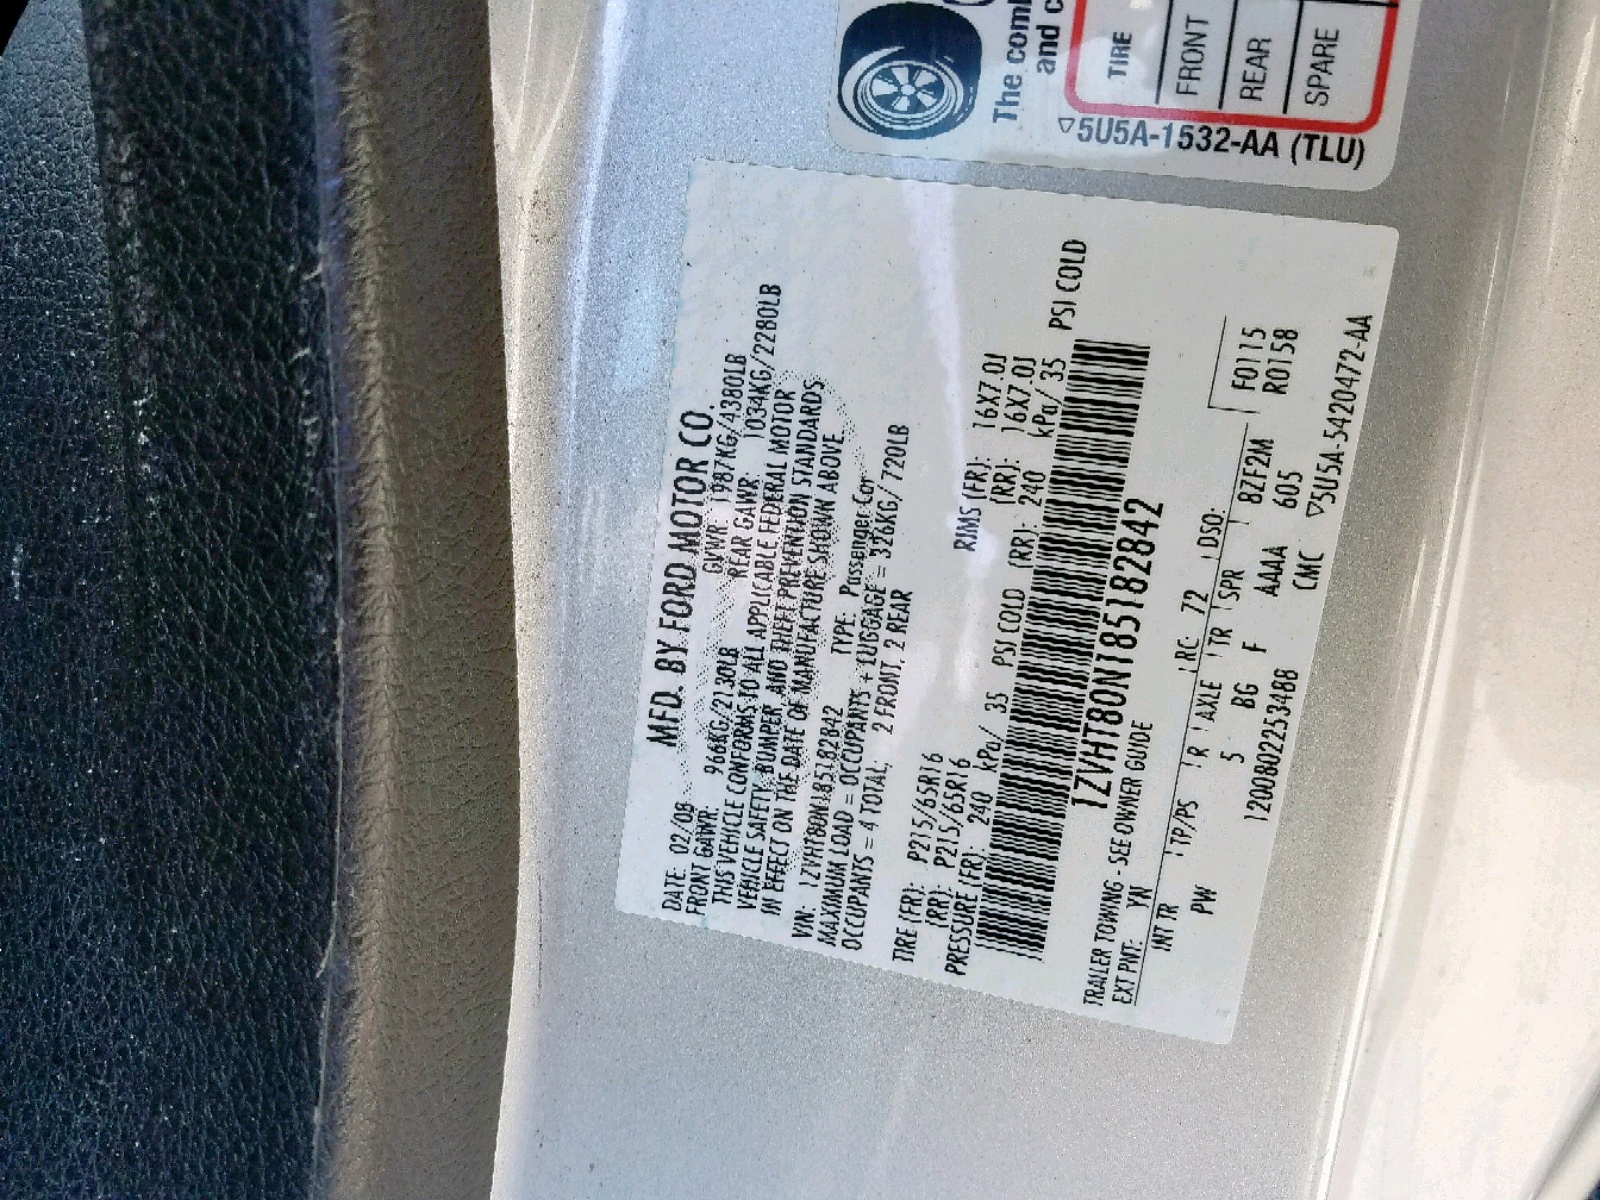 MFD. BY FORD MOTOR CO.
DATE: 02/08 GVWR: 1987KG/4380LB
FRONT GAWR: 966KG/2130LB REAR GAWR: 1034KG/2280LB
THIS VEHICLE CONFORMS TO ALL APPLICABLE FEDERAL MOTOR
VEHICLE SAFETY, BUMPER, AND THEFT PREVENTION STANDARDS
IN EFFECT ON THE DATE OF MANUFACTURE SHOWN ABOVE.
VIN: 1ZVHT80N185182842 TYPE: Passenger Car
MAXIMUM LOAD = OCCUPANTS + LUGGAGE = 326KG/720LB
OCCUPANTS = 4 TOTAL, 2 FRONT, 2 REAR
TIRE (FR): P215/65R16 RIMS (FR): 16X7.0J
(RR): P215/65R16 (RR): 16X7.0J
PRESSURE (FR): 240 kPa/ 35 PSI COLD (RR): 240 kPa/ 35 PSI COLD
1ZVHT80N185182842
TRAILER TOWING - SEE OWNER GUIDE
EXT PNT: YN RC: 72 DSO:
INT TR TP/PS R AXLE TR SPR F0115
PW 5 BG F AAAA BZF2M R0158
605
12008022534​88 CMC
▽5U5A-5420472-AA
The com
and c
TIRE
FRONT
REAR
SPARE
▽5U5A-1532-AA (TLU)